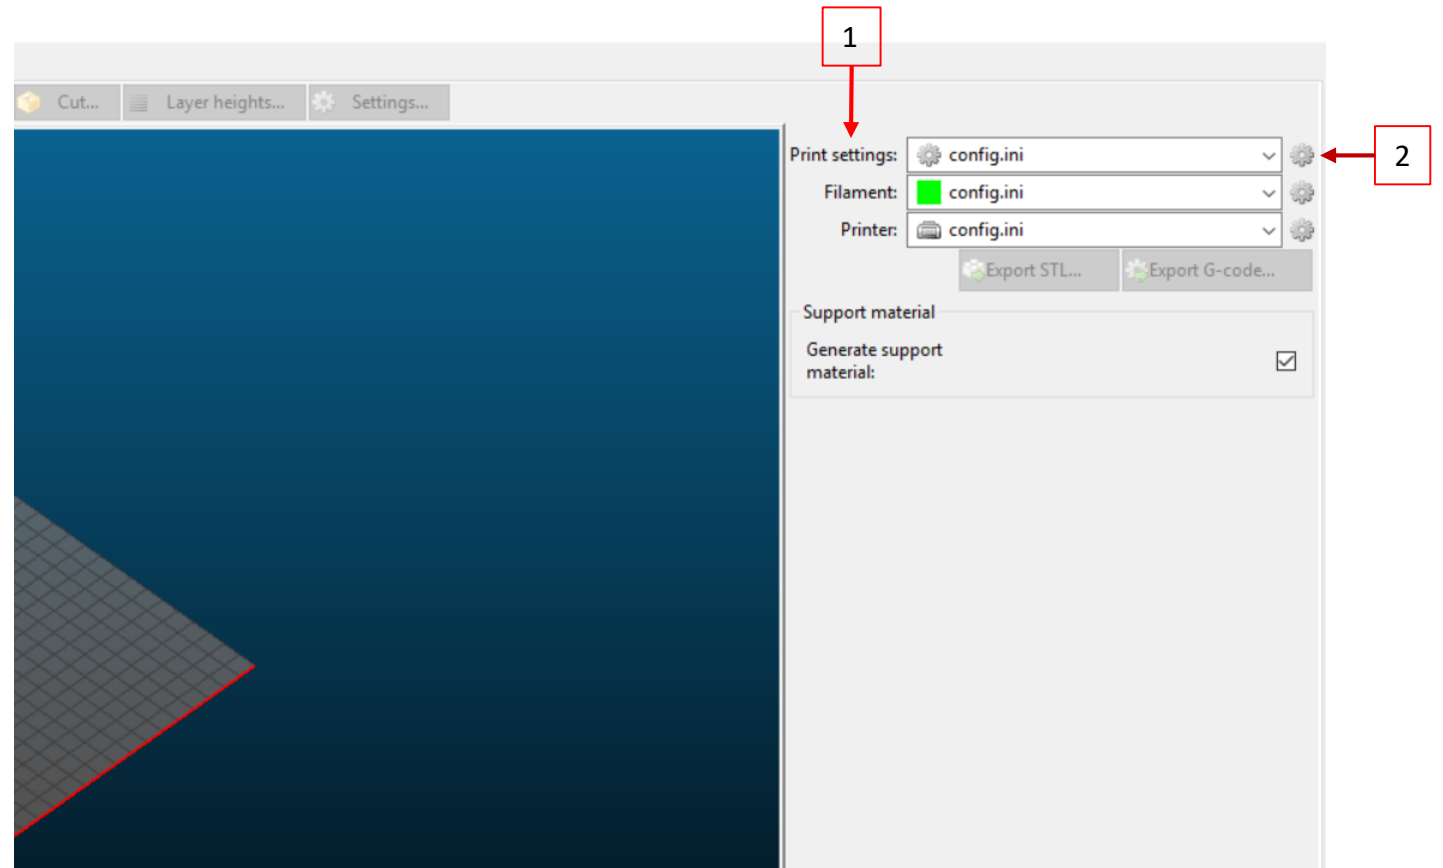 1
Cut...
Layer heights...
Settings...
Print settings: config.ini
2
Filament: config.ini
Printer: config.ini
Export STL...
Export G-code...
Support material
Generate support
material: